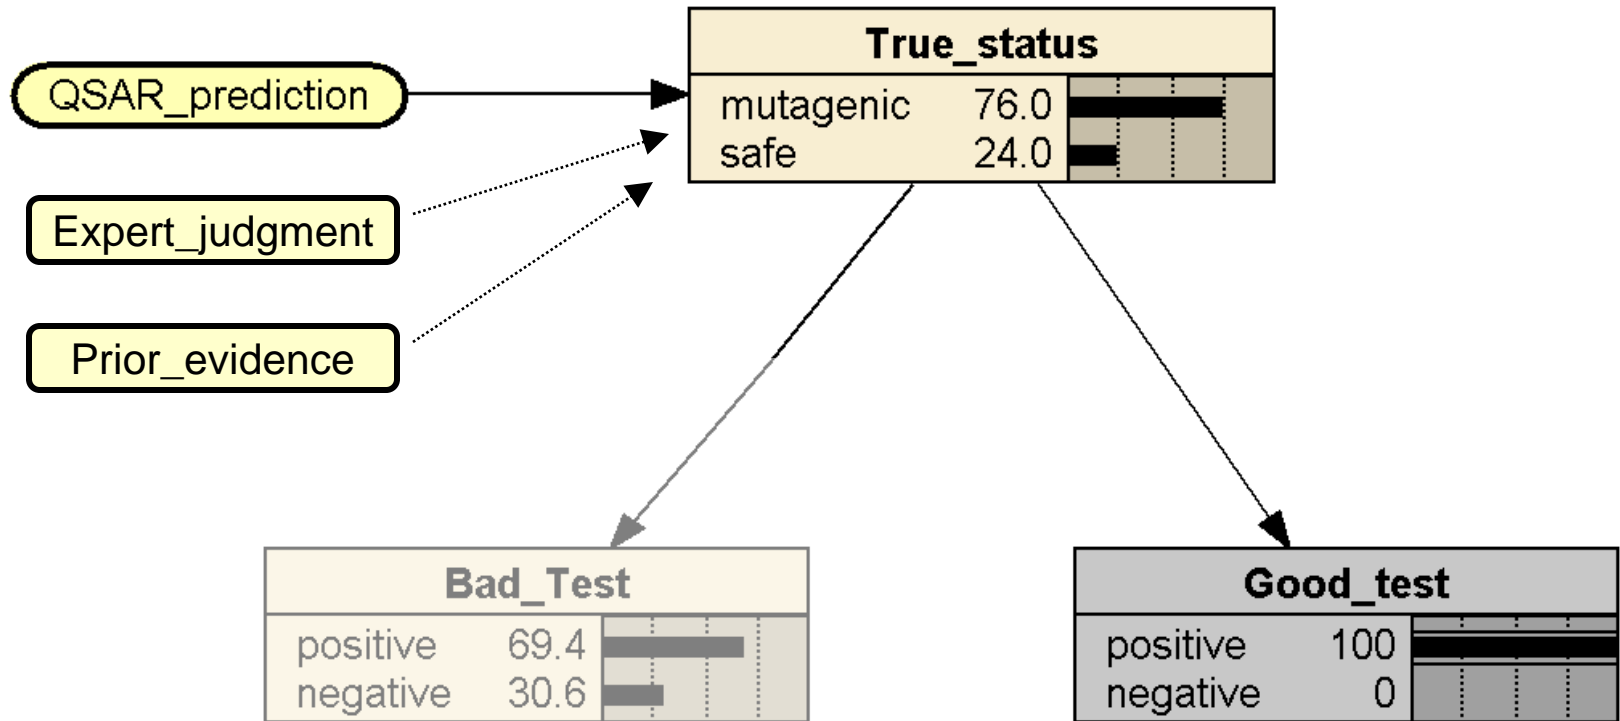 True_status
QSAR_prediction
mutagenic 76.0
safe 24.0
Expert_judgment
Prior_evidence
Bad_Test
positive 69.4
negative 30.6
Good_test
positive 100
negative 0